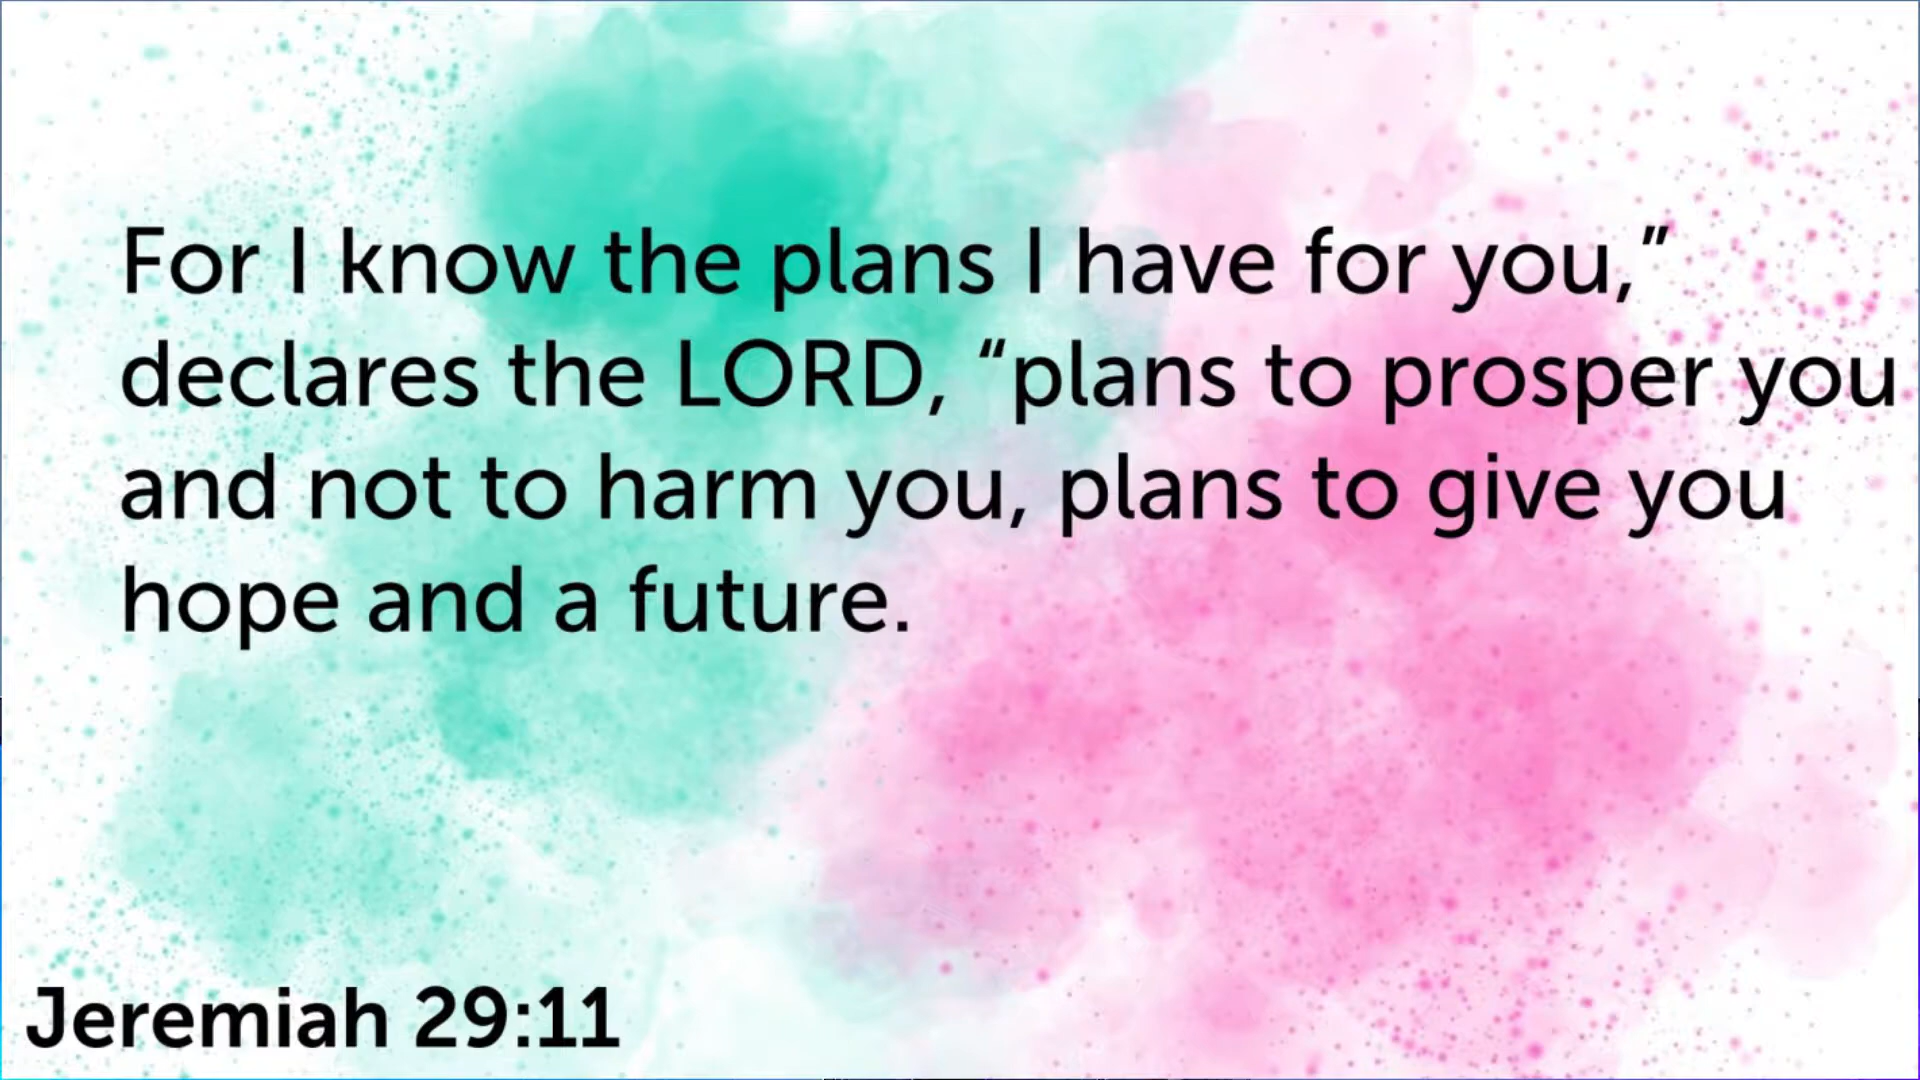 For I know the plans I have for you,”
declares the LORD, “plans to prosper you
and not to harm you, plans to give you
hope and a future.
Jeremiah 29:11